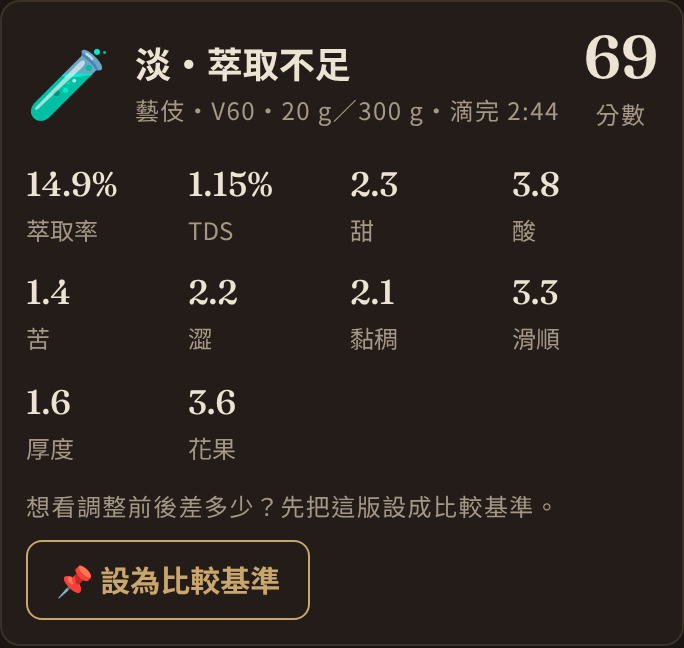 淡・萃取不足
69
藝伎・V60・20 g／300 g・滴完 2:44
分數
14.9%
1.15%
2.3
3.8
萃取率
TDS
甜
酸
1.4
2.2
2.1
3.3
苦
澀
黏稠
滑順
1.6
3.6
厚度
花果
想看調整前後差多少？先把這版設成比較基準。
📌 設為比較基準